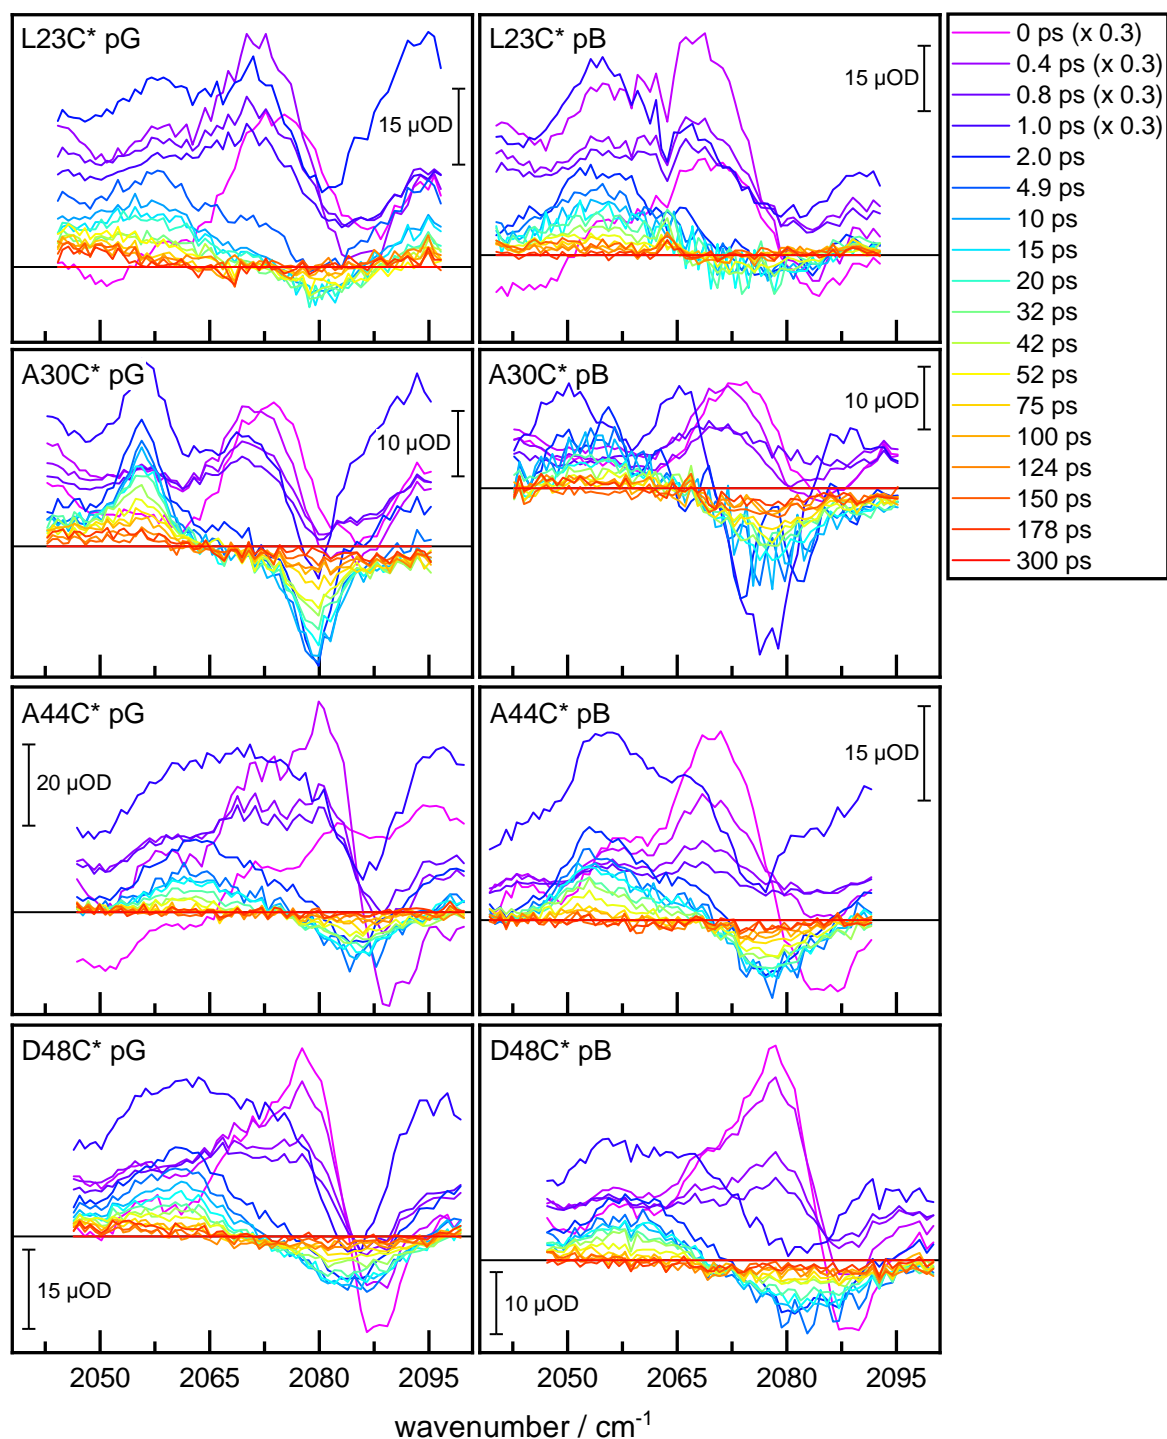 L23C* pG
15 µOD
L23C* pB
15 µOD
A30C* pG
10 µOD
A30C* pB
10 µOD
A44C* pG
20 µOD
A44C* pB
15 µOD
D48C* pG
15 µOD
D48C* pB
10 µOD
2050 2065 2080 2095
2050 2065 2080 2095
wavenumber / cm-1
0 ps (x 0.3)
0.4 ps (x 0.3)
0.8 ps (x 0.3)
1.0 ps (x 0.3)
2.0 ps
4.9 ps
10 ps
15 ps
20 ps
32 ps
42 ps
52 ps
75 ps
100 ps
124 ps
150 ps
178 ps
300 ps